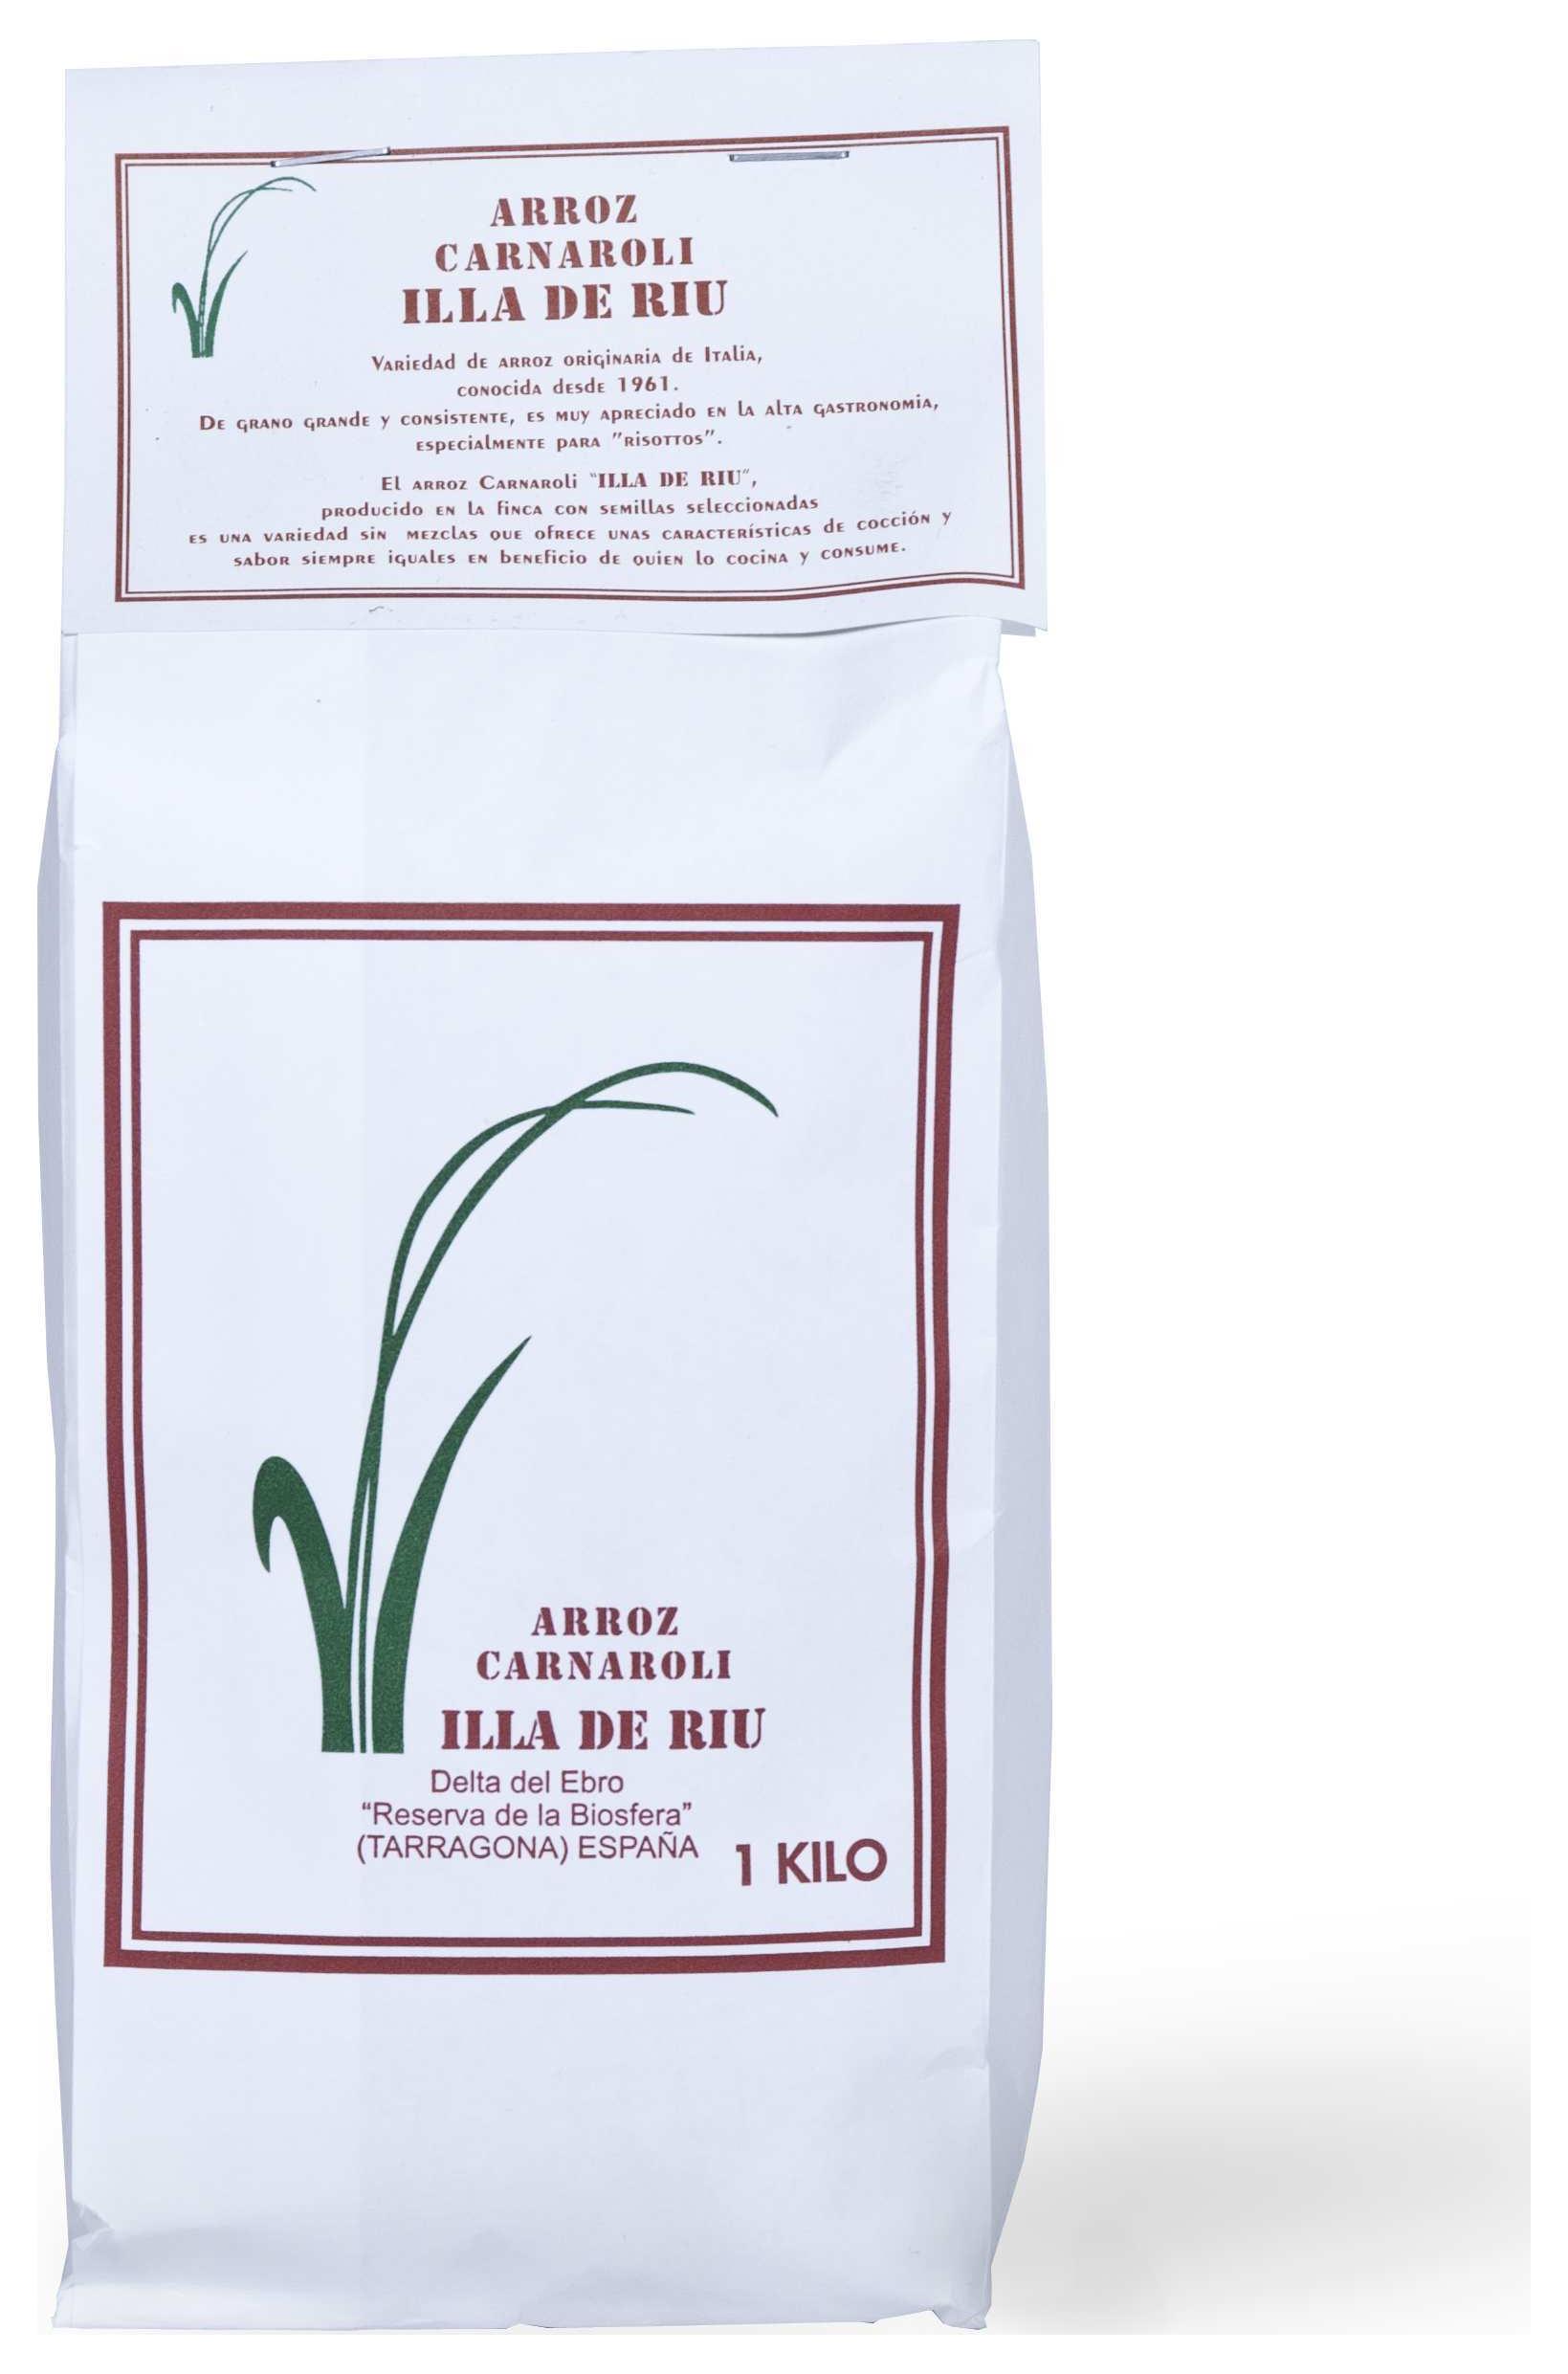 ARROZ
CARNAROLI
ILLA DE RIU
Variedad de arroz originaria de Italia,
conocida desde 1961.
De grano grande y consistente, es muy apreciado en la alta gastronomia,
especialmente para "risottos".
El arroz Carnaroli "ILLA DE RIU",
producido en la finca con semillas seleccionadas
es una variedad sin mezclas que ofrece unas características de cocción y
sabor siempre iguales en beneficio de quien lo cocina y consume.
ARROZ
CARNAROLI
ILLA DE RIU
Delta del Ebro
“Reserva de la Biosfera”
(TARRAGONA) ESPAÑA
1 KILO